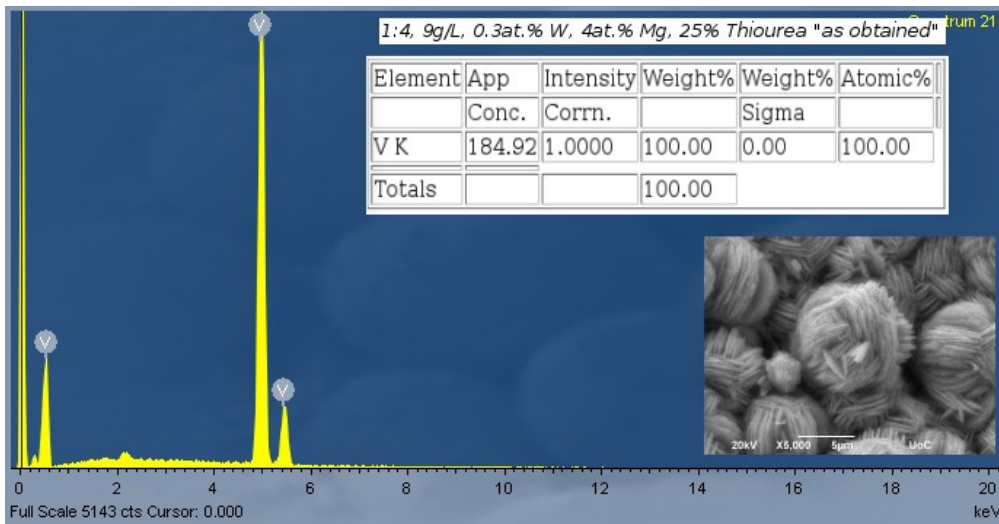 Spectrum 21
1:4, 9g/L, 0.3at.% W, 4at.% Mg, 25% Thiourea "as obtained"
Element App Intensity Weight% Weight% Atomic%
Conc. Corrn. Sigma
V K 184.92 1.0000 100.00 0.00 100.00
Totals 100.00
V
V
V
20kV X5,000 5µm UoC
0 2 4 6 8 10 12 14 16 18 20
Full Scale 5143 cts Cursor: 0.000 keV